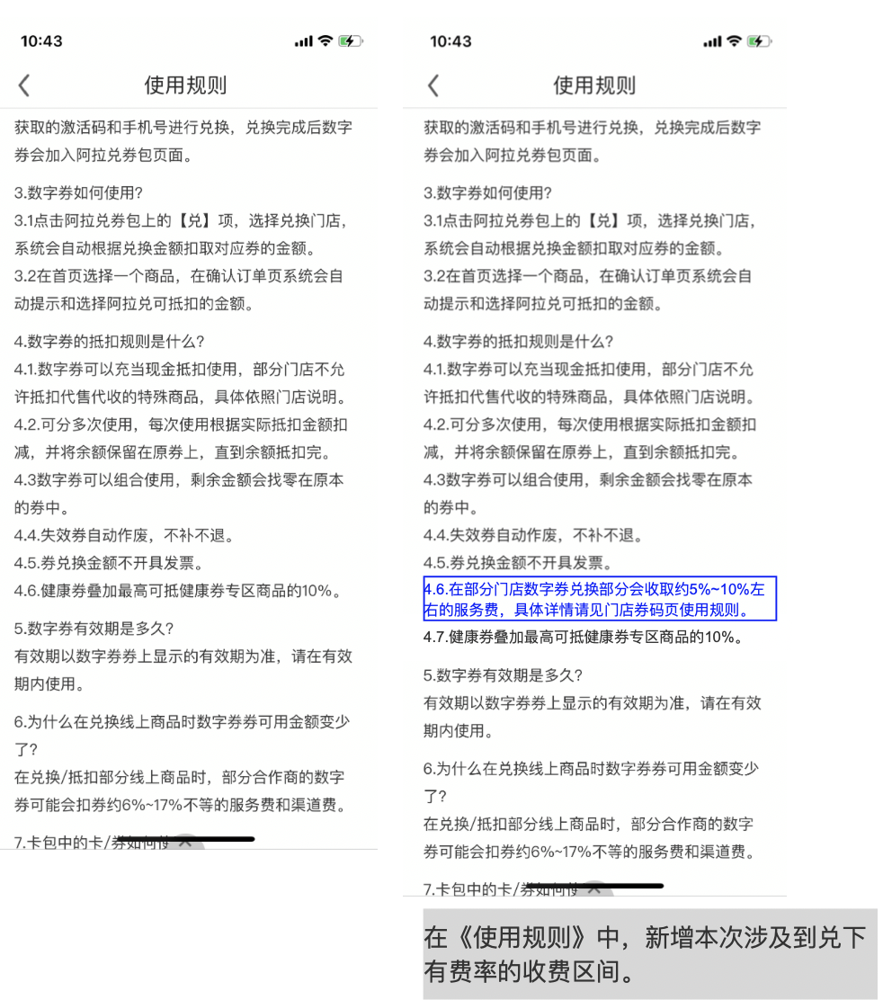 10:43
使用规则
获取的激活码和手机号进行兑换，兑换完成后数字
券会加入阿拉兑券包页面。
3.数字券如何使用?
3.1点击阿拉兑券包上的【兑】项，选择兑换门店，
系统会自动根据兑换金额扣取对应券的金额。
3.2在首页选择一个商品，在确认订单页系统会自
动提示和选择阿拉兑可抵扣的金额。
4.数字券的抵扣规则是什么?
4.1.数字券可以充当现金抵扣使用，部分门店不允
许抵扣代售代收的特殊商品，具体依照门店说明。
4.2.可分多次使用，每次使用根据实际抵扣金额扣
减，并将余额保留在原券上，直到余额抵扣完。
4.3数字券可以组合使用，剩余金额会找零在原本
的券中。
4.4.失效券自动作废，不补不退。
4.5.券兑换金额不开具发票。
4.6.健康券叠加最高可抵健康券专区商品的10%。
5.数字券有效期是多久?
有效期以数字券券上显示的有效期为准，请在有效
期内使用。
6.为什么在兑换线上商品时数字券券可用金额变少
了?
在兑换/抵扣部分线上商品时，部分合作商的数字
券可能会扣券约6%~17%不等的服务费和渠道费。
7.卡包中的卡/券如何使
10:43
使用规则
获取的激活码和手机号进行兑换，兑换完成后数字
券会加入阿拉兑券包页面。
3.数字券如何使用?
3.1点击阿拉兑券包上的【兑】项，选择兑换门店，
系统会自动根据兑换金额扣取对应券的金额。
3.2在首页选择一个商品，在确认订单页系统会自
动提示和选择阿拉兑可抵扣的金额。
4.数字券的抵扣规则是什么?
4.1.数字券可以充当现金抵扣使用，部分门店不允
许抵扣代售代收的特殊商品，具体依照门店说明。
4.2.可分多次使用，每次使用根据实际抵扣金额扣
减，并将余额保留在原券上，直到余额抵扣完。
4.3数字券可以组合使用，剩余金额会找零在原本
的券中。
4.4.失效券自动作废，不补不退。
4.5.券兑换金额不开具发票。
4.6.在部分门店数字券兑换部分会收取约5%~10%左
右的服务费，具体详情请见门店券码页使用规则。
4.7.健康券叠加最高可抵健康券专区商品的10%。
5.数字券有效期是多久?
有效期以数字券券上显示的有效期为准，请在有效
期内使用。
6.为什么在兑换线上商品时数字券券可用金额变少
了?
在兑换/抵扣部分线上商品时，部分合作商的数字
券可能会扣券约6%~17%不等的服务费和渠道费。
7.卡包中的卡/券如何使
在《使用规则》中，新增本次涉及到兑下
有费率的收费区间。